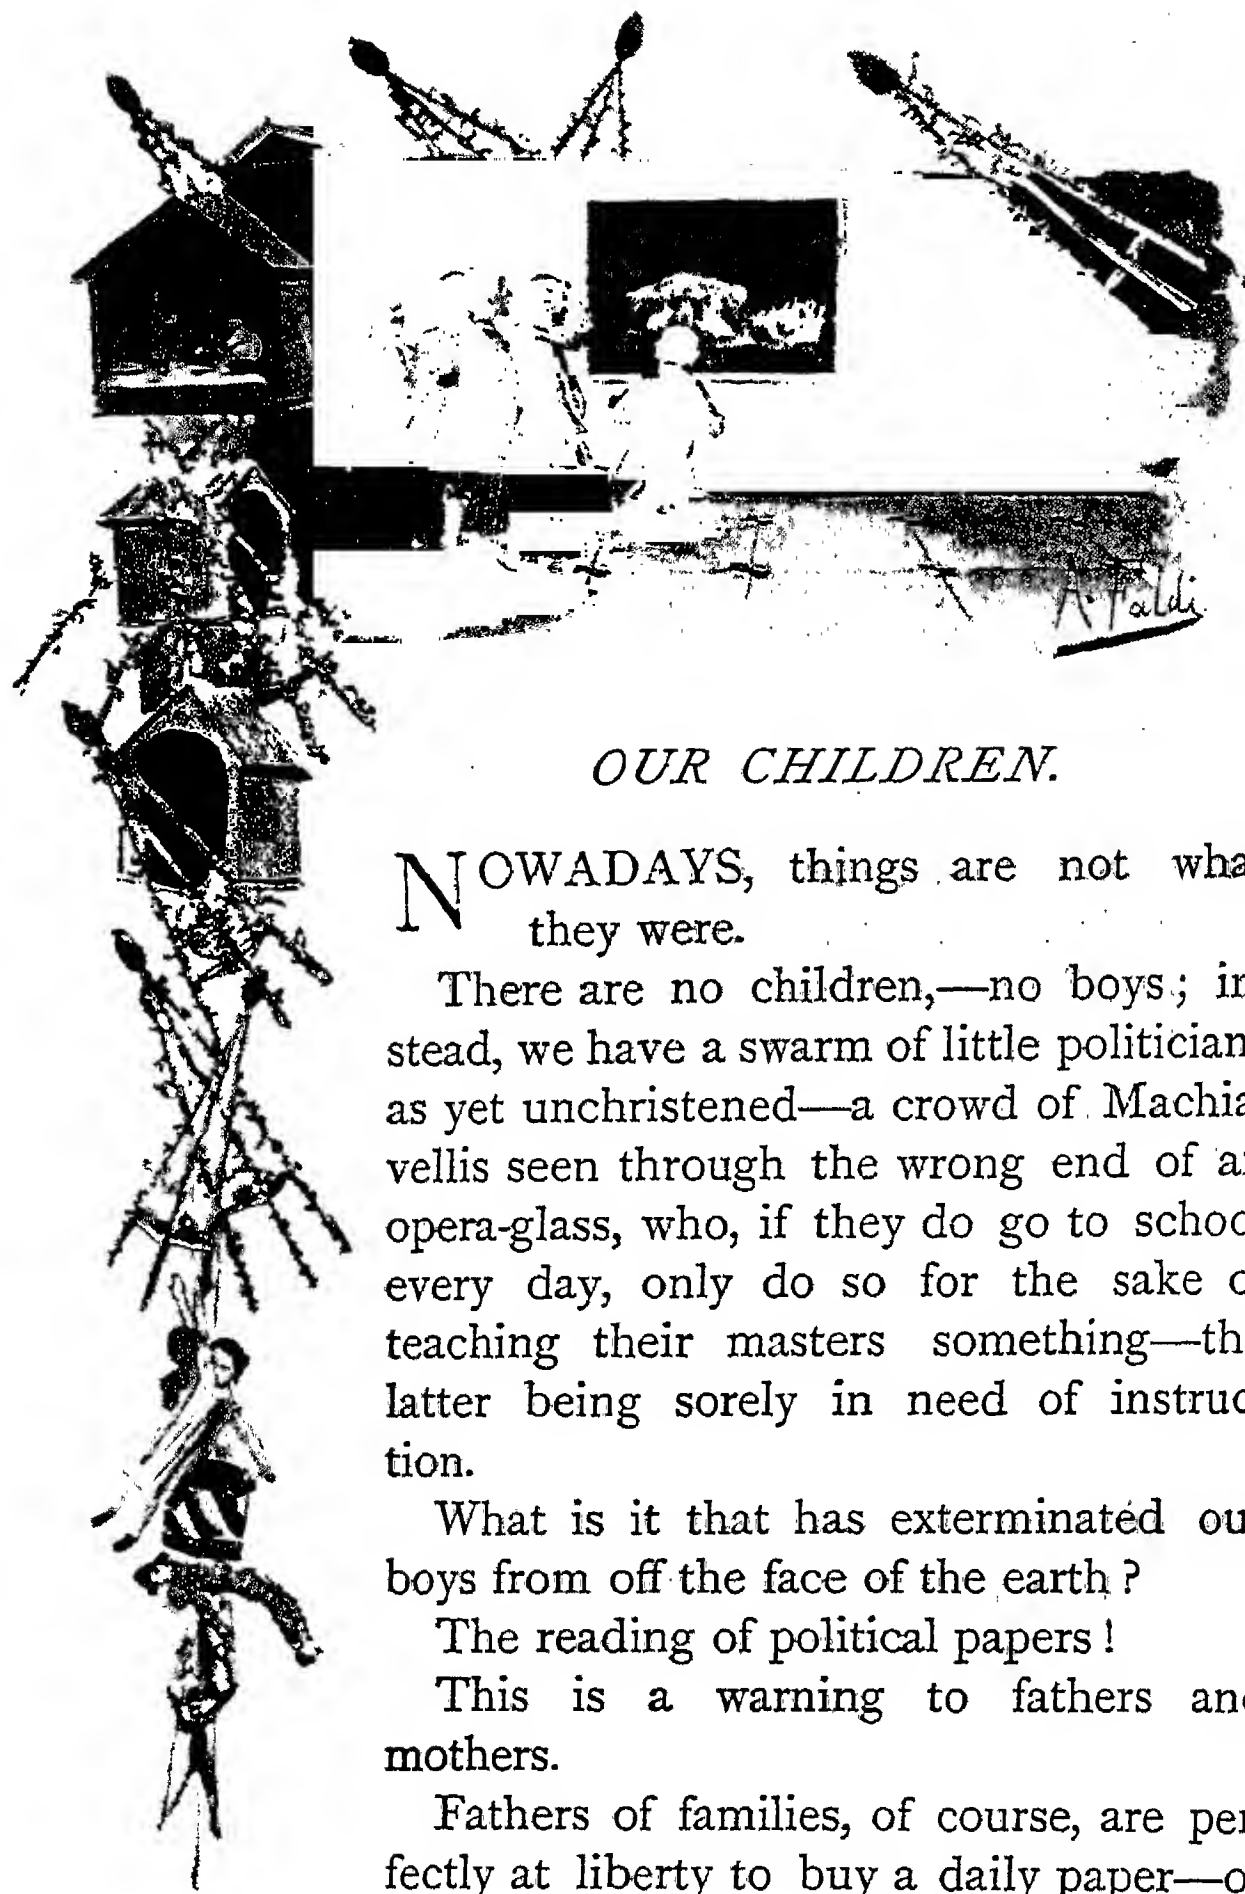 A. Faldi
OUR CHILDREN.
NOWADAYS, things are not wha
they were.
There are no children,—no boys; in
stead, we have a swarm of little politician
as yet unchristened—a crowd of Machia
vellis seen through the wrong end of a
opera-glass, who, if they do go to schoo
every day, only do so for the sake o
teaching their masters something—th
latter being sorely in need of instruc
tion.
What is it that has exterminated ou
boys from off the face of the earth?
The reading of political papers!
This is a warning to fathers an
mothers.
Fathers of families, of course, are per
fectly at liberty to buy a daily paper—o